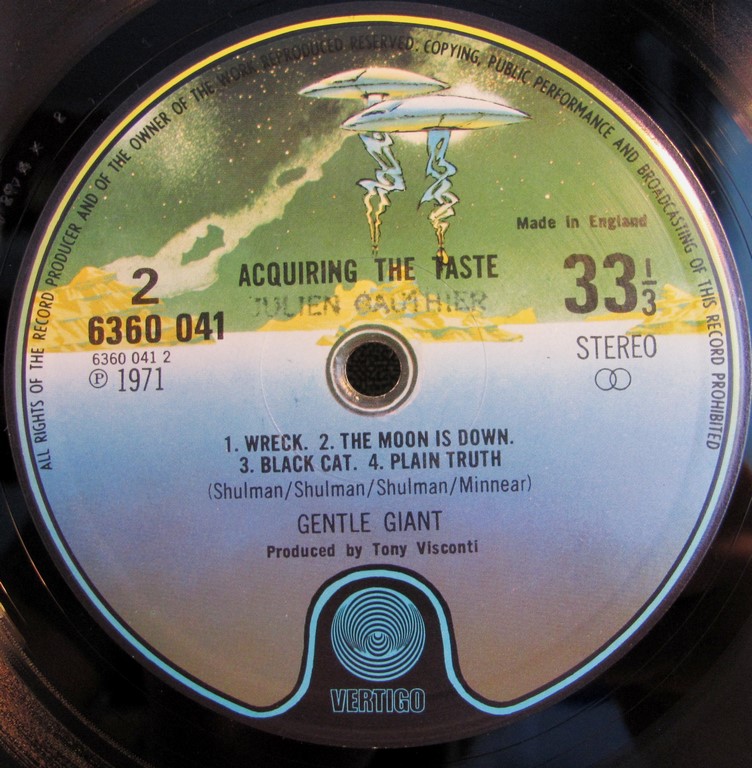 ALL RIGHTS OF THE RECORD PRODUCER AND OF THE OWNER OF THE WORK REPRODUCED RESERVED. COPYING, PUBLIC PERFORMANCE AND BROADCASTING OF THIS RECORD PROHIBITED
Made in England
2
ACQUIRING THE TASTE
33 1/3
JULIEN GAUTHIER
6360 041
STEREO
6360 041 2
Ⓟ 1971
1. WRECK. 2. THE MOON IS DOWN.
3. BLACK CAT. 4. PLAIN TRUTH
(Shulman/Shulman/Shulman/Minnear)
GENTLE GIANT
Produced by Tony Visconti
VERTIGO